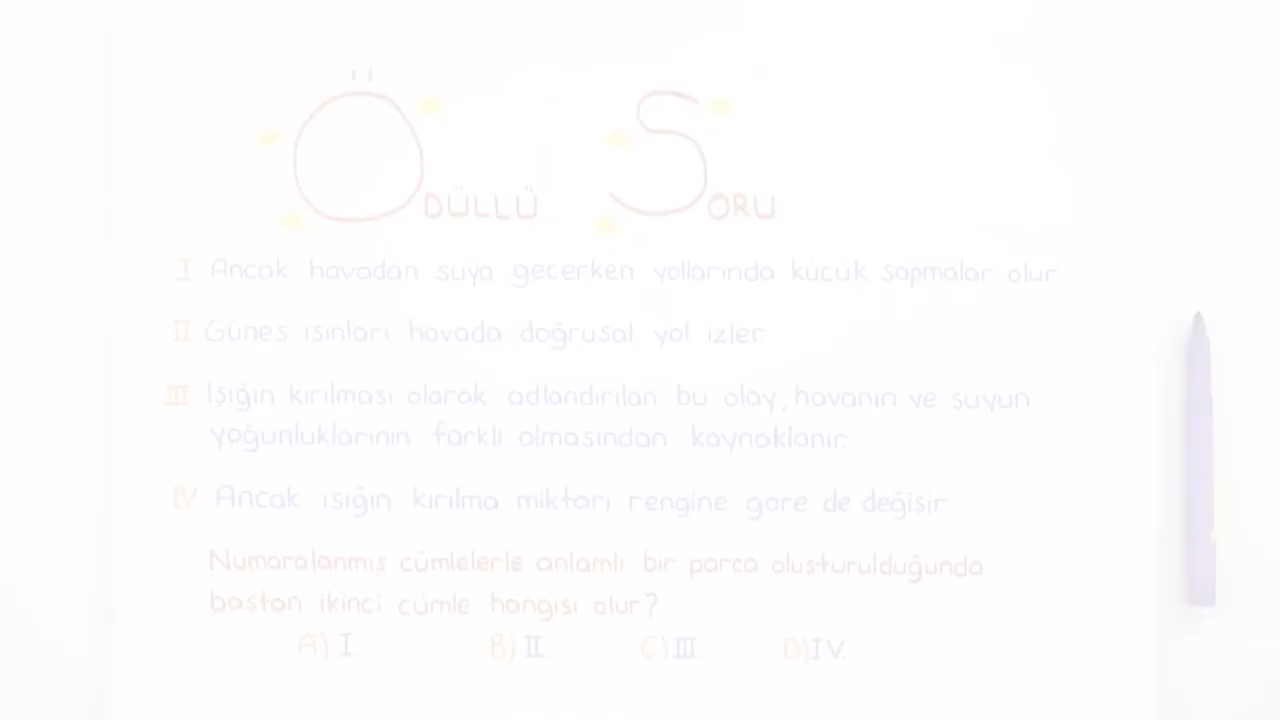 ÖDÜLLÜ SORU
I Ancak havadan suya geçerken yollarında küçük sapmalar olur
II Güneş ışınları havada doğrusal yol izler.
III Işığın kırılması olarak adlandırılan bu olay, havanın ve suyun
yoğunluklarının farklı olmasından kaynaklanır.
IV Ancak ışığın kırılma miktarı rengine göre de değişir
Numaralanmış cümlelerle anlamlı bir parça oluşturulduğunda
baştan ikinci cümle hangisi olur?
A) I. B) II C) III D) IV.